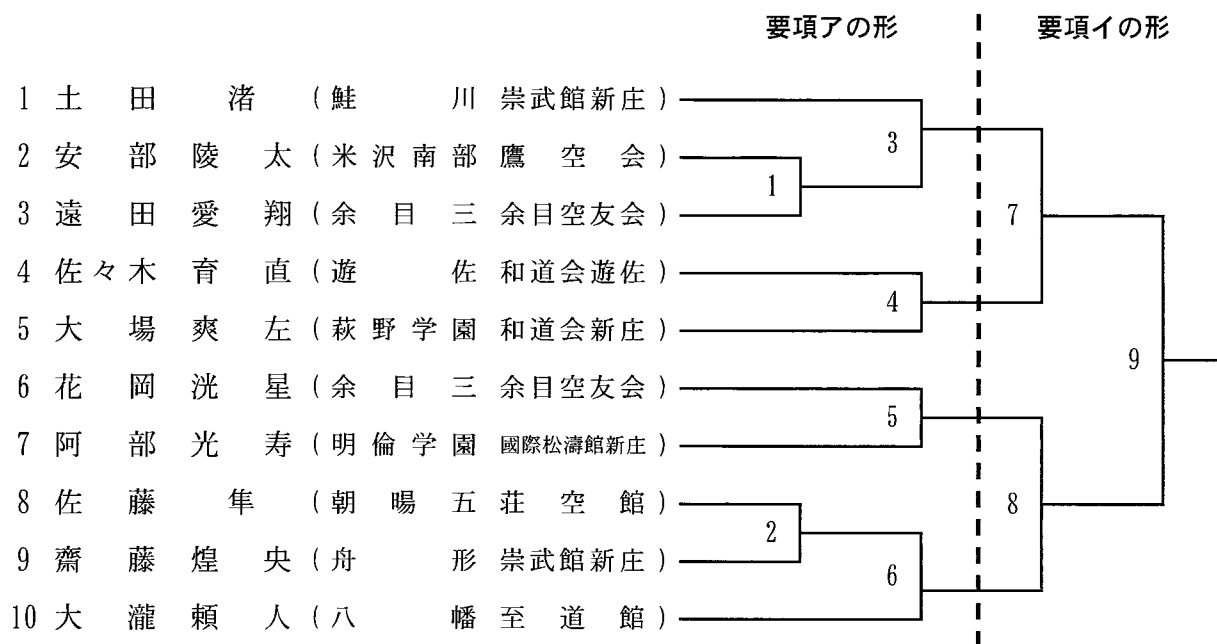 要項アの形 要項イの形
1 土田渚 (鮭川 崇武館新庄)
2 安部陵太 (米沢南部 鷹空会)
3 遠田愛翔 (余目三 余目空友会)
4 佐々木育直 (遊佐 和道会遊佐)
5 大場爽左 (萩野学園 和道会新庄)
6 花岡洸星 (余目三 余目空友会)
7 阿部光寿 (明倫学園 國際松濤館新庄)
8 佐藤隼 (朝暘五 荘空館)
9 齋藤煌央 (舟形 崇武館新庄)
10 大瀧頼人 (八幡 至道館)
3
1
7
4
9
5
8
2
6